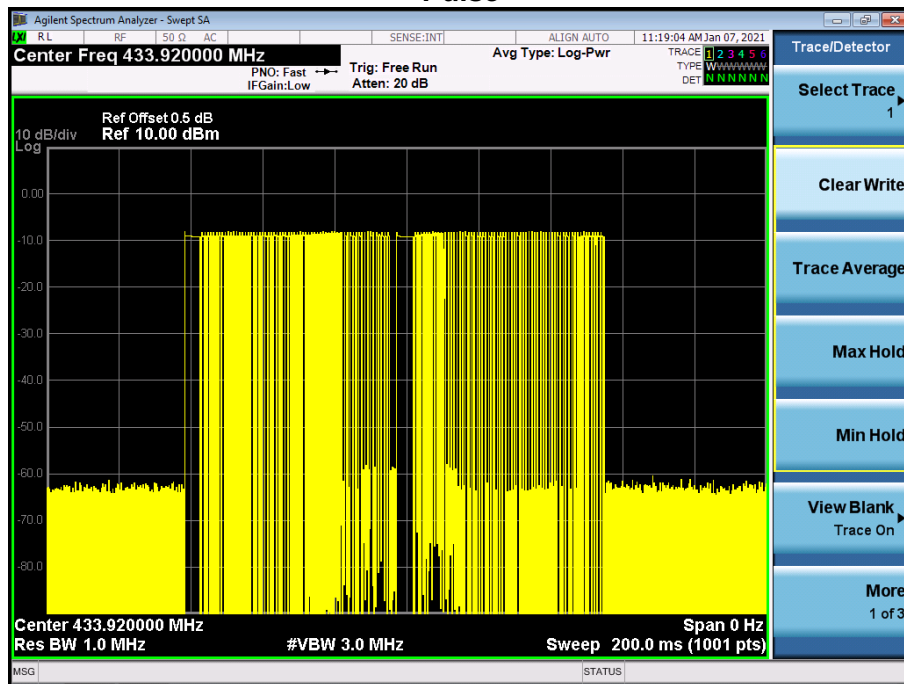 Agilent Spectrum Analyzer - Swept SA
LXI RL RF 50 Ω AC SENSE:INT ALIGN AUTO 11:19:04 AM Jan 07, 2021
Center Freq 433.920000 MHz
PNO: Fast
IFGain:Low
Trig: Free Run
Atten: 20 dB
Avg Type: Log-Pwr
TRACE 1 2 3 4 5 6
TYPE WWWWWW
DET N N N N N N
Ref Offset 0.5 dB
10 dB/div Ref 10.00 dBm
Log
0.00
-10.0
-20.0
-30.0
-40.0
-50.0
-60.0
-70.0
-80.0
Center 433.920000 MHz Span 0 Hz
Res BW 1.0 MHz #VBW 3.0 MHz Sweep 200.0 ms (1001 pts)
MSG STATUS
Trace/Detector
Select Trace
1
Clear Write
Trace Average
Max Hold
Min Hold
View Blank
Trace On
More
1 of 3